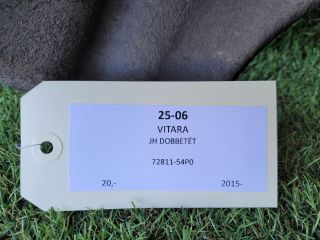 25-06
VITARA
JH DOBBETÉT
72811-54P0
20,- 2015-